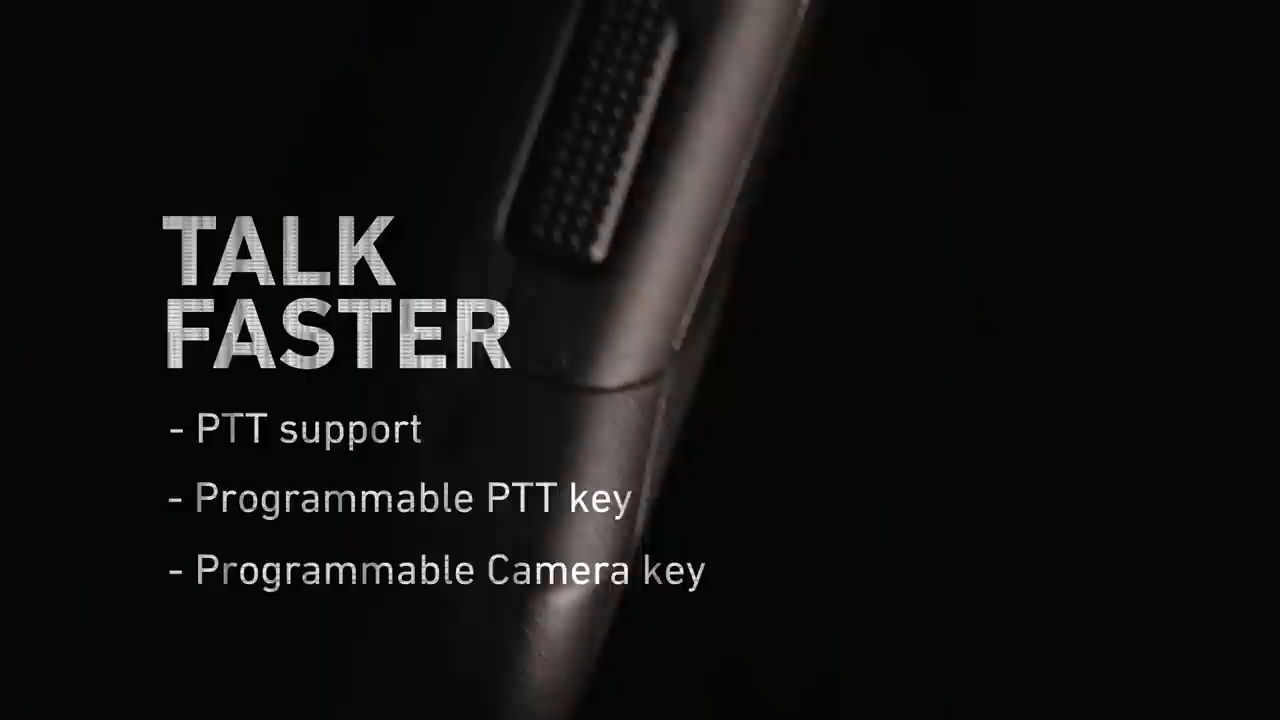 TALK
FASTER
- PTT support
- Programmable PTT key
- Programmable Camera key